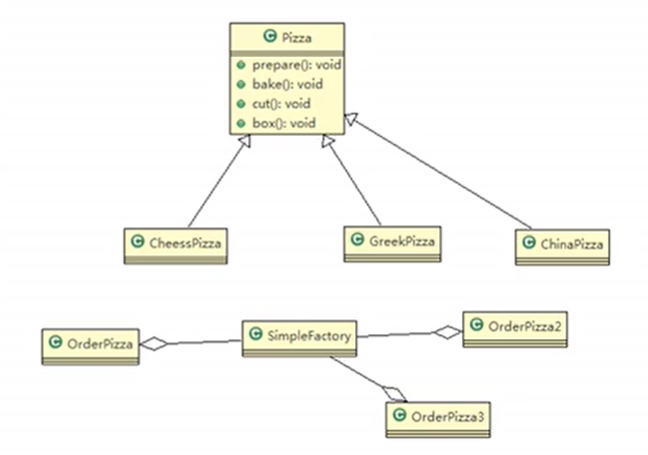 Pizza
prepare(): void
bake(): void
cut(): void
box(): void
CheessPizza
GreekPizza
ChinaPizza
OrderPizza
SimpleFactory
OrderPizza2
OrderPizza3